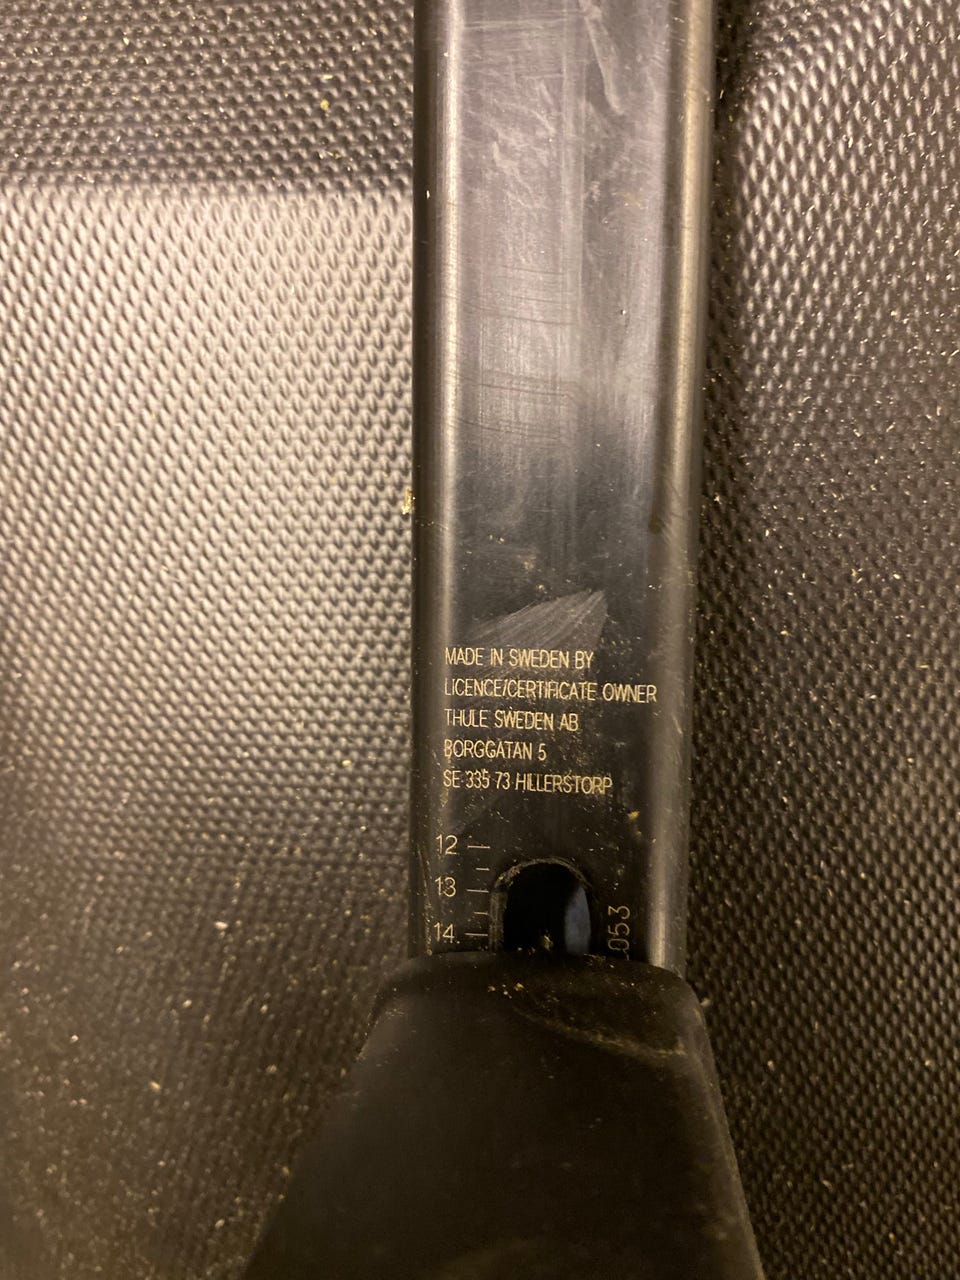 MADE IN SWEDEN BY
LICENCE/CERTIFICATE OWNER
THULE SWEDEN AB
BORGGATAN 5
SE 335 73 HILLERSTORP
12
13
14
053